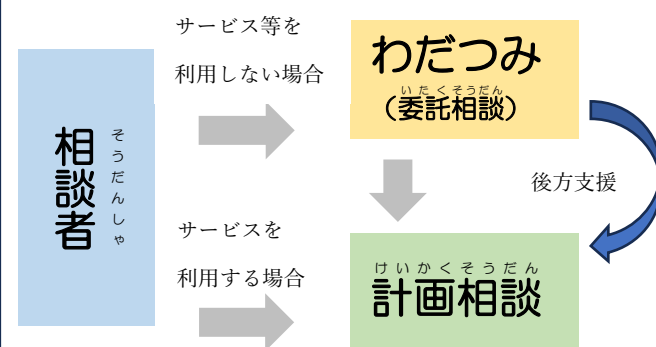 サービス等を
利用しない場合
わだつみ
いたくそうだん
（委託相談）
そうだんしゃ
相談者
後方支援
サービスを
利用する場合
けいかくそうだん
計画相談